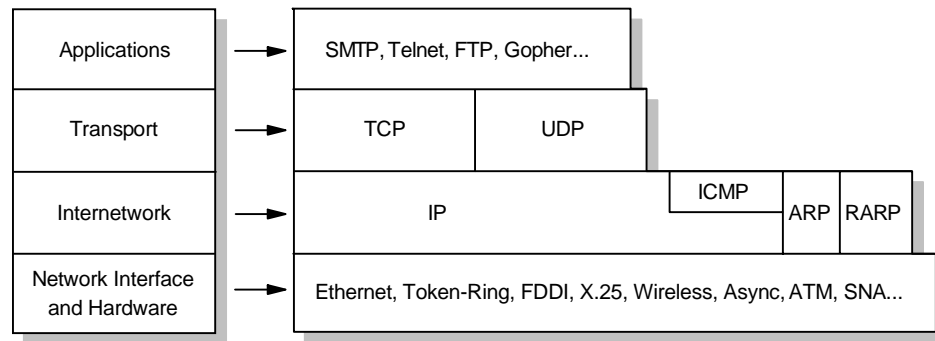 Applications
SMTP, Telnet, FTP, Gopher...
Transport
TCP
UDP
Internetwork
IP
ICMP
ARP
RARP
Network Interface
and Hardware
Ethernet, Token-Ring, FDDI, X.25, Wireless, Async, ATM, SNA...